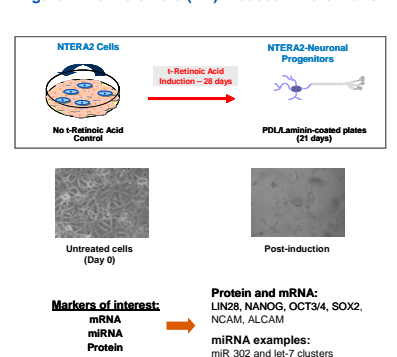 NTERA2 Cells
NTERA2-Neuronal
Progenitors
t-Retinoic Acid
Induction – 28 days
No t-Retinoic Acid
Control
PDL/Laminin-coated plates
(21 days)
Untreated cells
(Day 0)
Post-induction
Markers of interest:
mRNA
miRNA
Protein
Protein and mRNA:
LIN28, NANOG, OCT3/4, SOX2,
NCAM, ALCAM
miRNA examples:
miR 302 and let-7 clusters